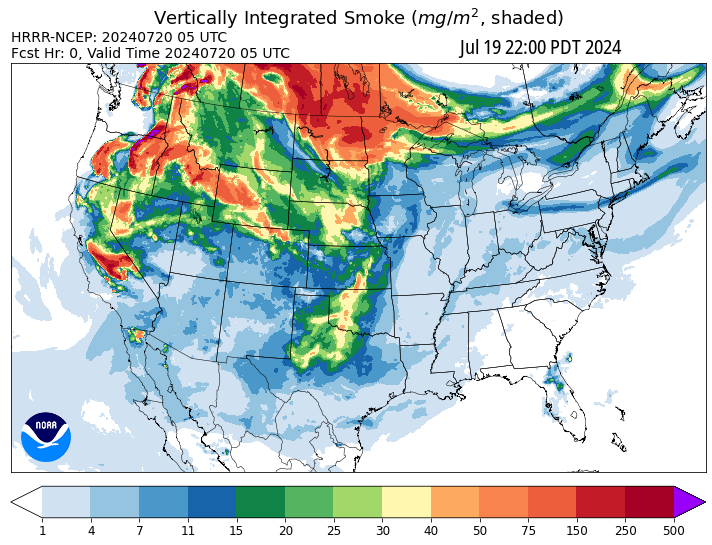 Vertically Integrated Smoke (mg/m², shaded)
HRRR-NCEP: 20240720 05 UTC
Fcst Hr: 0, Valid Time 20240720 05 UTC
Jul 19 22:00 PDT 2024
NOAA
1 4 7 11 15 20 25 30 40 50 75 150 250 500